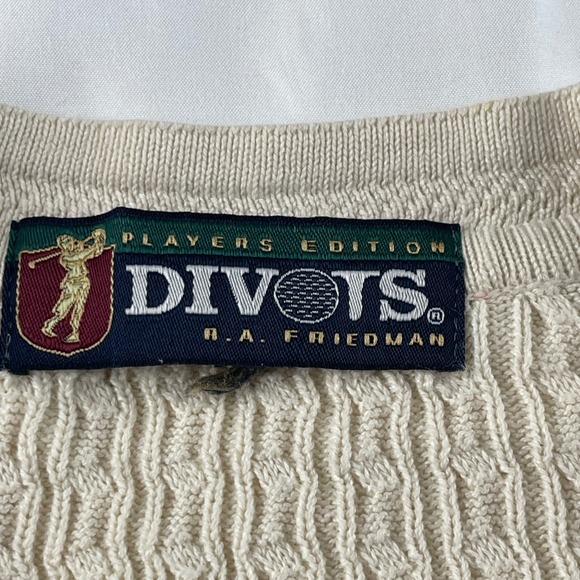 PLAYERS EDITION
DIVOTS®
R.A. FRIEDMAN